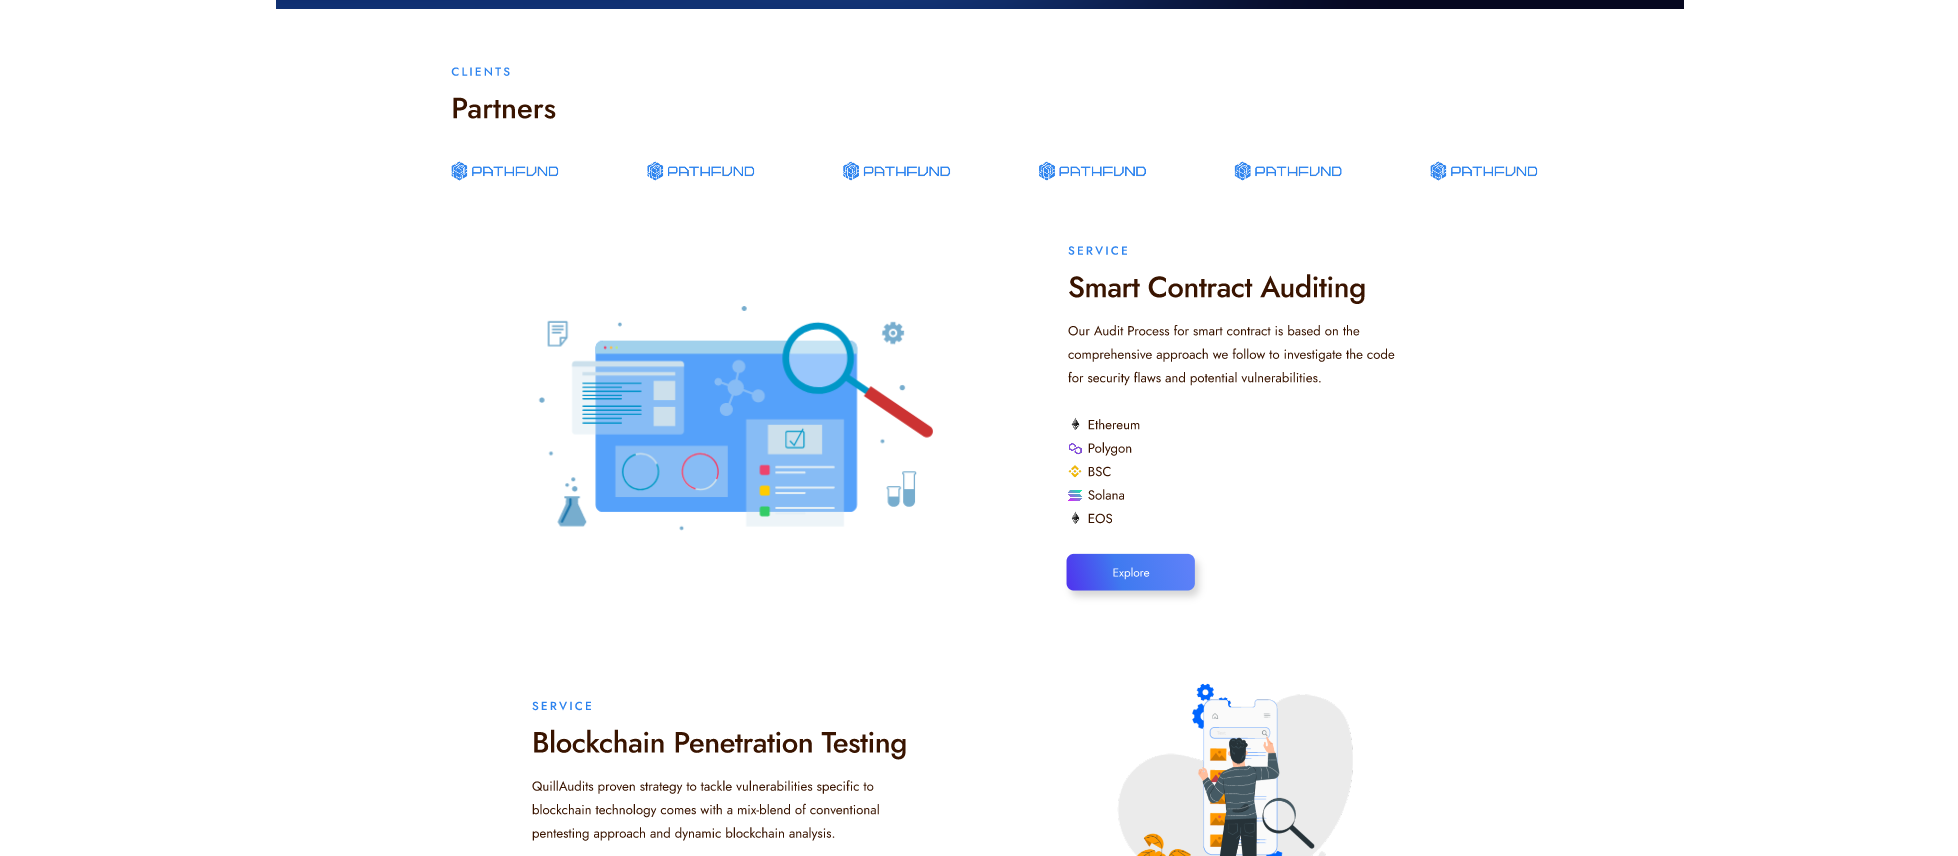 CLIENTS
Partners
PATHFUND PATHFUND PATHFUND PATHFUND PATHFUND PATHFUND
SERVICE
Smart Contract Auditing
Our Audit Process for smart contract is based on the
comprehensive approach we follow to investigate the code
for security flaws and potential vulnerabilities.
Ethereum
Polygon
BSC
Solana
EOS
Explore
SERVICE
Blockchain Penetration Testing
QuillAudits proven strategy to tackle vulnerabilities specific to
blockchain technology comes with a mix-blend of conventional
pentesting approach and dynamic blockchain analysis.